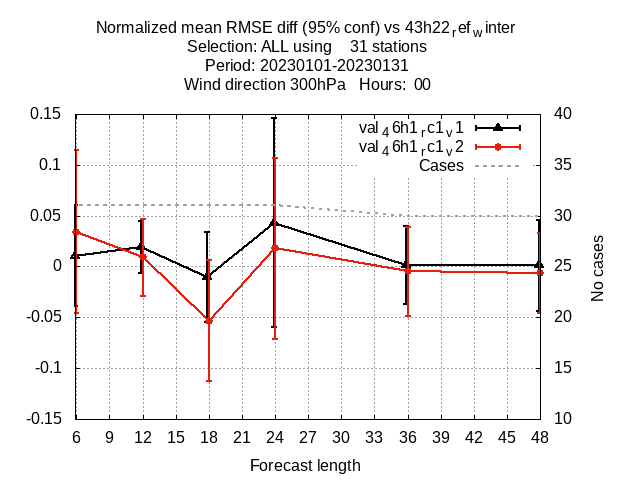 Normalized mean RMSE diff (95% conf) vs 43h22refwinter
Selection: ALL using 31 stations
Period: 20230101-20230131
Wind direction 300hPa Hours: 00
0.15
0.1
0.05
0
-0.05
-0.1
-0.15
40
35
30
25
20
15
10
val46h1rc1v1
val46h1rc1v2
Cases
No cases
6 9 12 15 18 21 24 27 30 33 36 39 42 45 48
Forecast length